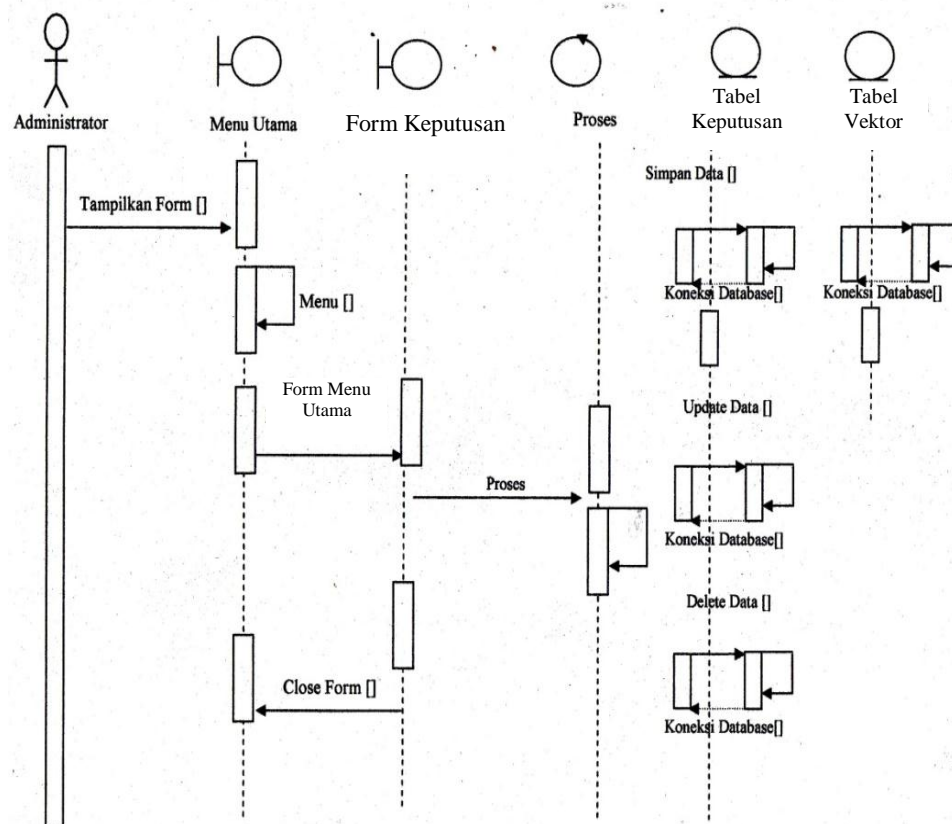 Administrator
Menu Utama
Form Keputusan
Proses
Tabel
Keputusan
Tabel
Vektor
Simpan Data []
Tampilkan Form []
Koneksi Database[]
Koneksi Database[]
Menu []
Form Menu
Utama
Update Data []
Proses
Koneksi Database[]
Delete Data []
Close Form []
Koneksi Database[]